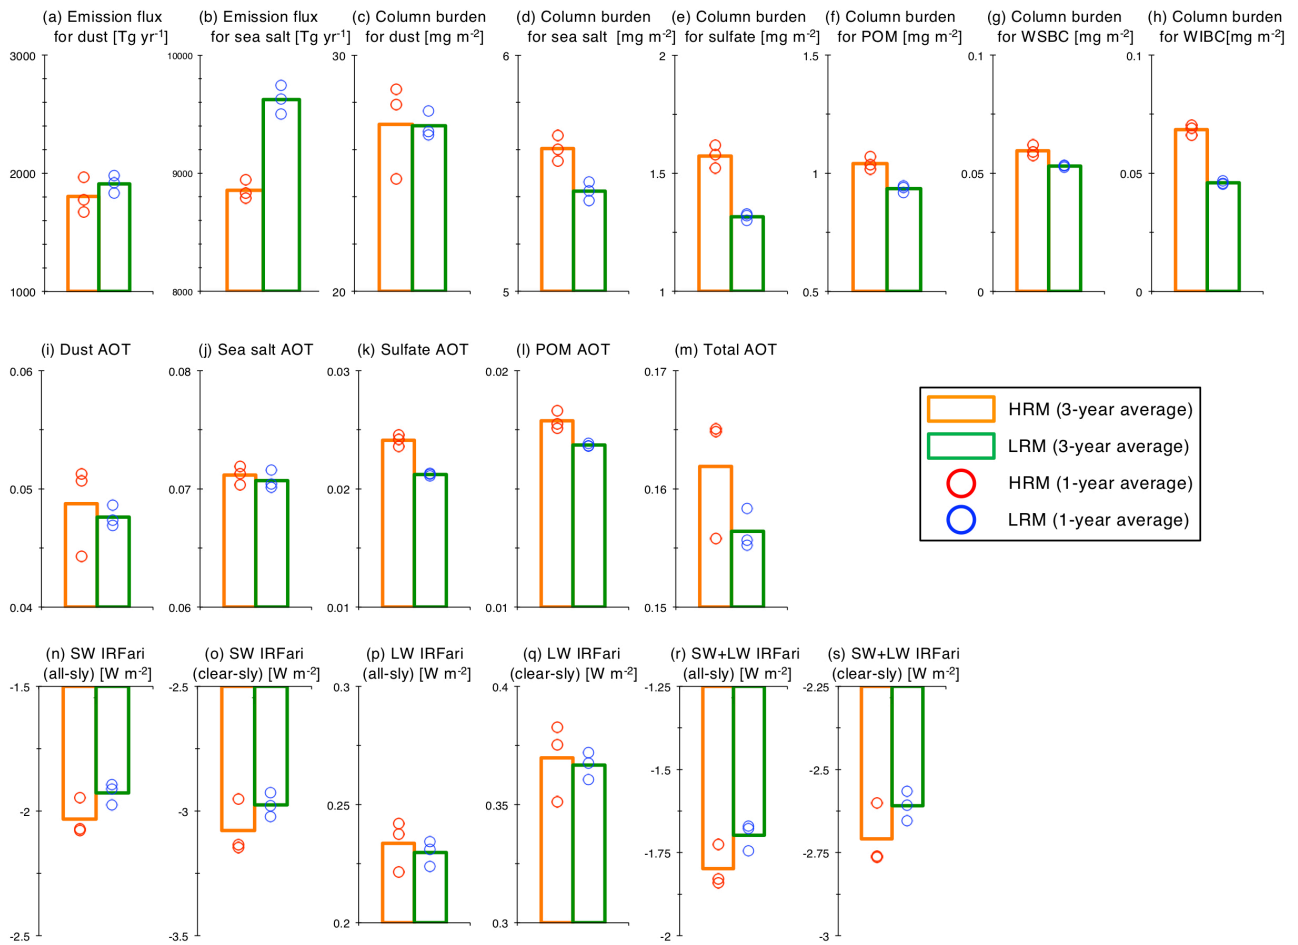 (a) Emission flux
for dust [Tg yr-1]
(b) Emission flux
for sea salt [Tg yr-1]
(c) Column burden
for dust [mg m-2]
(d) Column burden
for sea salt [mg m-2]
(e) Column burden
for sulfate [mg m-2]
(f) Column burden
for POM [mg m-2]
(g) Column burden
for WSBC [mg m-2]
(h) Column burden
for WIBC[mg m-2]
3000
2000
1000
10000
9000
8000
30
20
6
5
2
1.5
1
1.5
1
0.5
0.1
0.05
0
0.1
0.05
0
(i) Dust AOT
(j) Sea salt AOT
(k) Sulfate AOT
(l) POM AOT
(m) Total AOT
0.06
0.05
0.04
0.08
0.07
0.06
0.03
0.02
0.01
0.02
0.01
0.17
0.16
0.15
HRM (3-year average)
LRM (3-year average)
HRM (1-year average)
LRM (1-year average)
(n) SW IRFari
(all-sly) [W m-2]
(o) SW IRFari
(clear-sly) [W m-2]
(p) LW IRFari
(all-sly) [W m-2]
(q) LW IRFari
(clear-sly) [W m-2]
(r) SW+LW IRFari
(all-sly) [W m-2]
(s) SW+LW IRFari
(clear-sly) [W m-2]
-1.5
-2
-2.5
-2.5
-3
-3.5
0.3
0.25
0.2
0.4
0.35
0.3
-1.25
-1.5
-1.75
-2
-2.25
-2.5
-2.75
-3